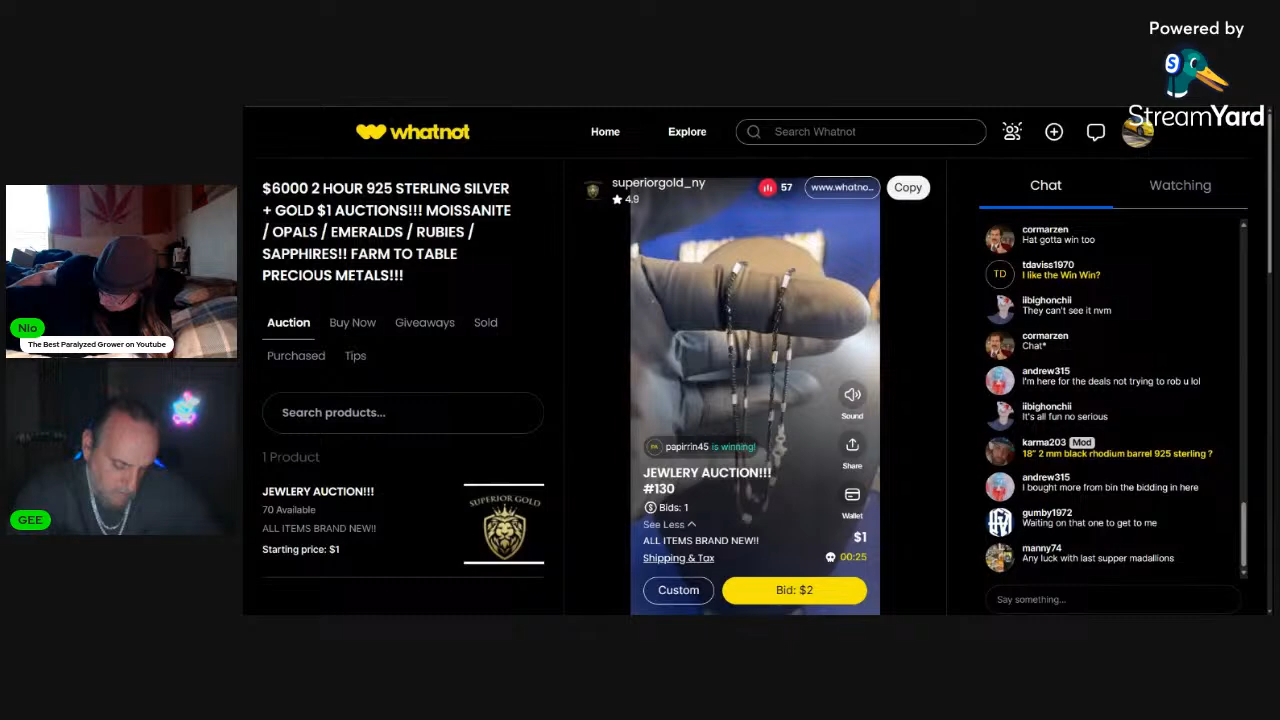 Powered by
StreamYard
whatnot
Home
Explore
Search Whatnot
$6000 2 HOUR 925 STERLING SILVER
+ GOLD $1 AUCTIONS!!! MOISSANITE
/ OPALS / EMERALDS / RUBIES /
SAPPHIRES!! FARM TO TABLE
PRECIOUS METALS!!!
Auction
Buy Now
Giveaways
Sold
Purchased
Tips
Search products...
1 Product
JEWLERY AUCTION!!!
70 Available
ALL ITEMS BRAND NEW!!
Starting price: $1
SUPERIOR GOLD
superiorgold_ny
4.9
57
www.whatno...
Copy
Sound
Share
Wallet
papirrin45 is winning!
JEWLERY AUCTION!!!
#130
Bids: 1
See Less
ALL ITEMS BRAND NEW!!
$1
Shipping & Tax
00:25
Custom
Bid: $2
Chat
Watching
cormarzen
Hat gotta win too
TD
tdaviss1970
I like the Win Win?
iibighonchii
They can't see it nvm
cormarzen
Chat*
andrew315
I'm here for the deals not trying to rob u lol
iibighonchii
It's all fun no serious
karma203 Mod
18" 2 mm black rhodium barrel 925 sterling ?
andrew315
I bought more from bin the bidding in here
gumby1972
Waiting on that one to get to me
manny74
Any luck with last supper madallions
Say something...
Nio
The Best Paralyzed Grower on Youtube
GEE